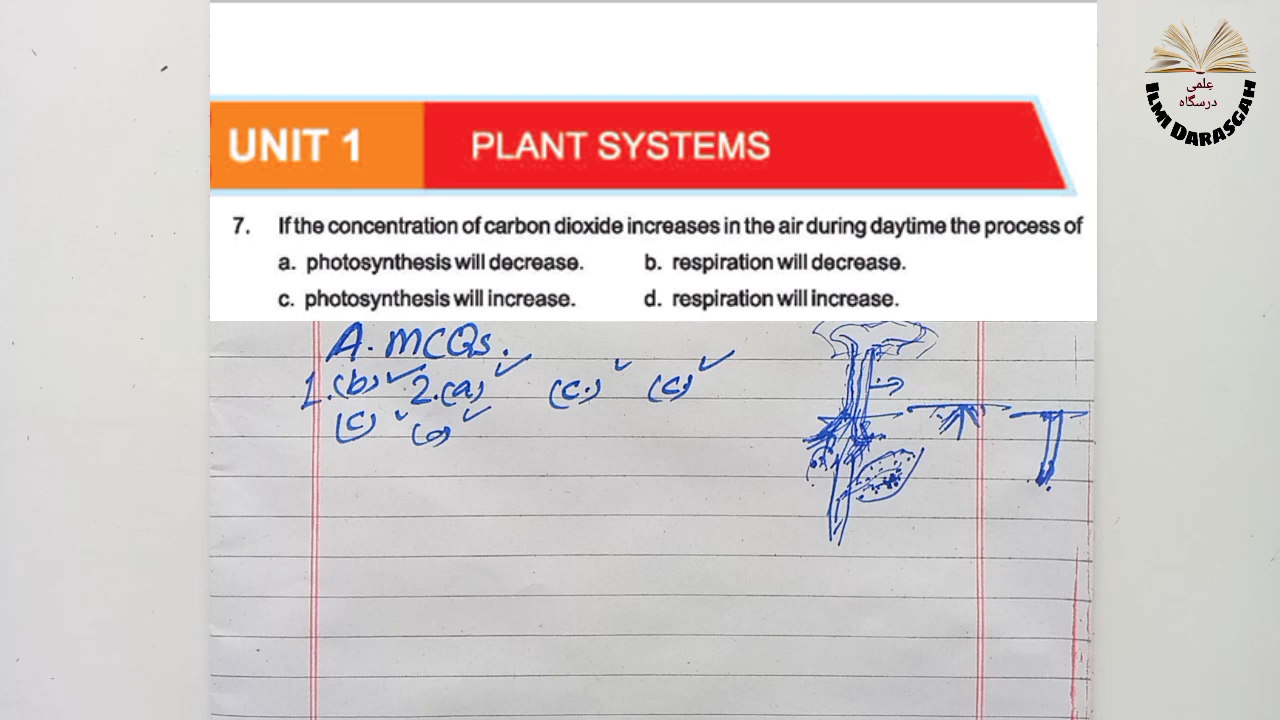 علمی
درسگاه
ILMI DARASGAH
UNIT 1 PLANT SYSTEMS
7. If the concentration of carbon dioxide increases in the air during daytime the process of
a. photosynthesis will decrease. b. respiration will decrease.
c. photosynthesis will increase. d. respiration will increase.
A. MCQs.
1. (b) ✓ 2. (a) ✓ (c.) ✓ (c) ✓
(c) ✓